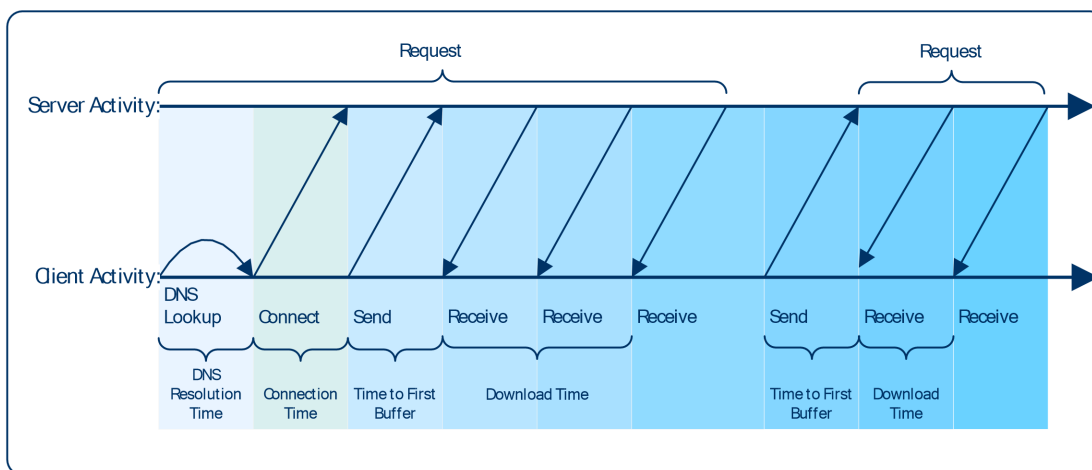 Request
Request
Server Activity:
Client Activity:
DNS
Lookup
Connect
Send
Receive
Receive
Receive
Send
Receive
Receive
DNS
Resolution
Time
Connection
Time
Time to First
Buffer
Download Time
Time to First
Buffer
Download
Time